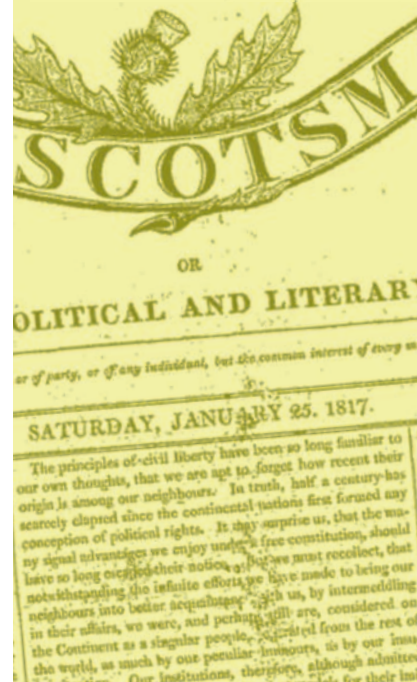 SCOTSM
OR
OLITICAL AND LITERARY
or of party, or of any individual, but the common interest of every
SATURDAY, JANUARY 25. 1817.
The principles of civil liberty have been so long familiar to
our own thoughts, that we are apt to forget how recent their
origin is among our neighbours. In truth, half a century has
scarcely elapsed since the continental nations first formed any
conception of political rights. It may surprise us, that the ma-
ny signal advantages we enjoy under a free constitution, should
have so long escaped their notice. But we must recollect, that
notwithstanding the infinite efforts we have made to bring our
neighbours into better acquaintance with us, by intermeddling
in their affairs, we were, and perhaps still are, considered on
the Continent as a singular people, separated from the rest of
the world, as much by our peculiar humours, as by our insu
Our institutions, therefore, although admitte
for their